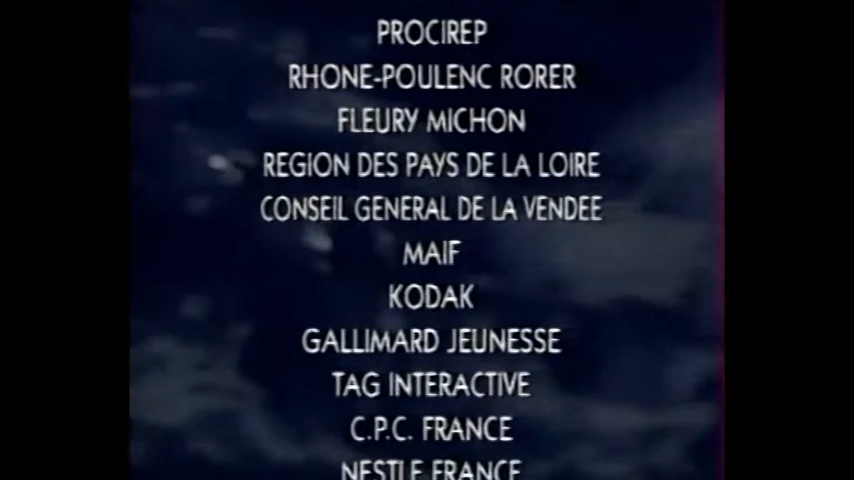 PROCIREP
RHONE-POULENC RORER
FLEURY MICHON
REGION DES PAYS DE LA LOIRE
CONSEIL GENERAL DE LA VENDEE
MAIF
KODAK
GALLIMARD JEUNESSE
TAG INTERACTIVE
C.P.C. FRANCE
NESTLE FRANCE